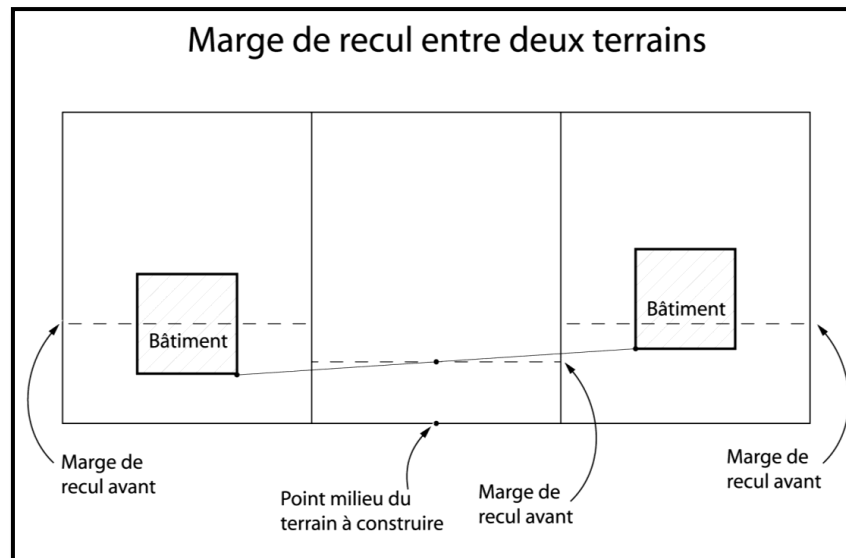 Marge de recul entre deux terrains
Bâtiment
Bâtiment
Marge de
recul avant
Point milieu du
terrain à construire
Marge de
recul avant
Marge de
recul avant